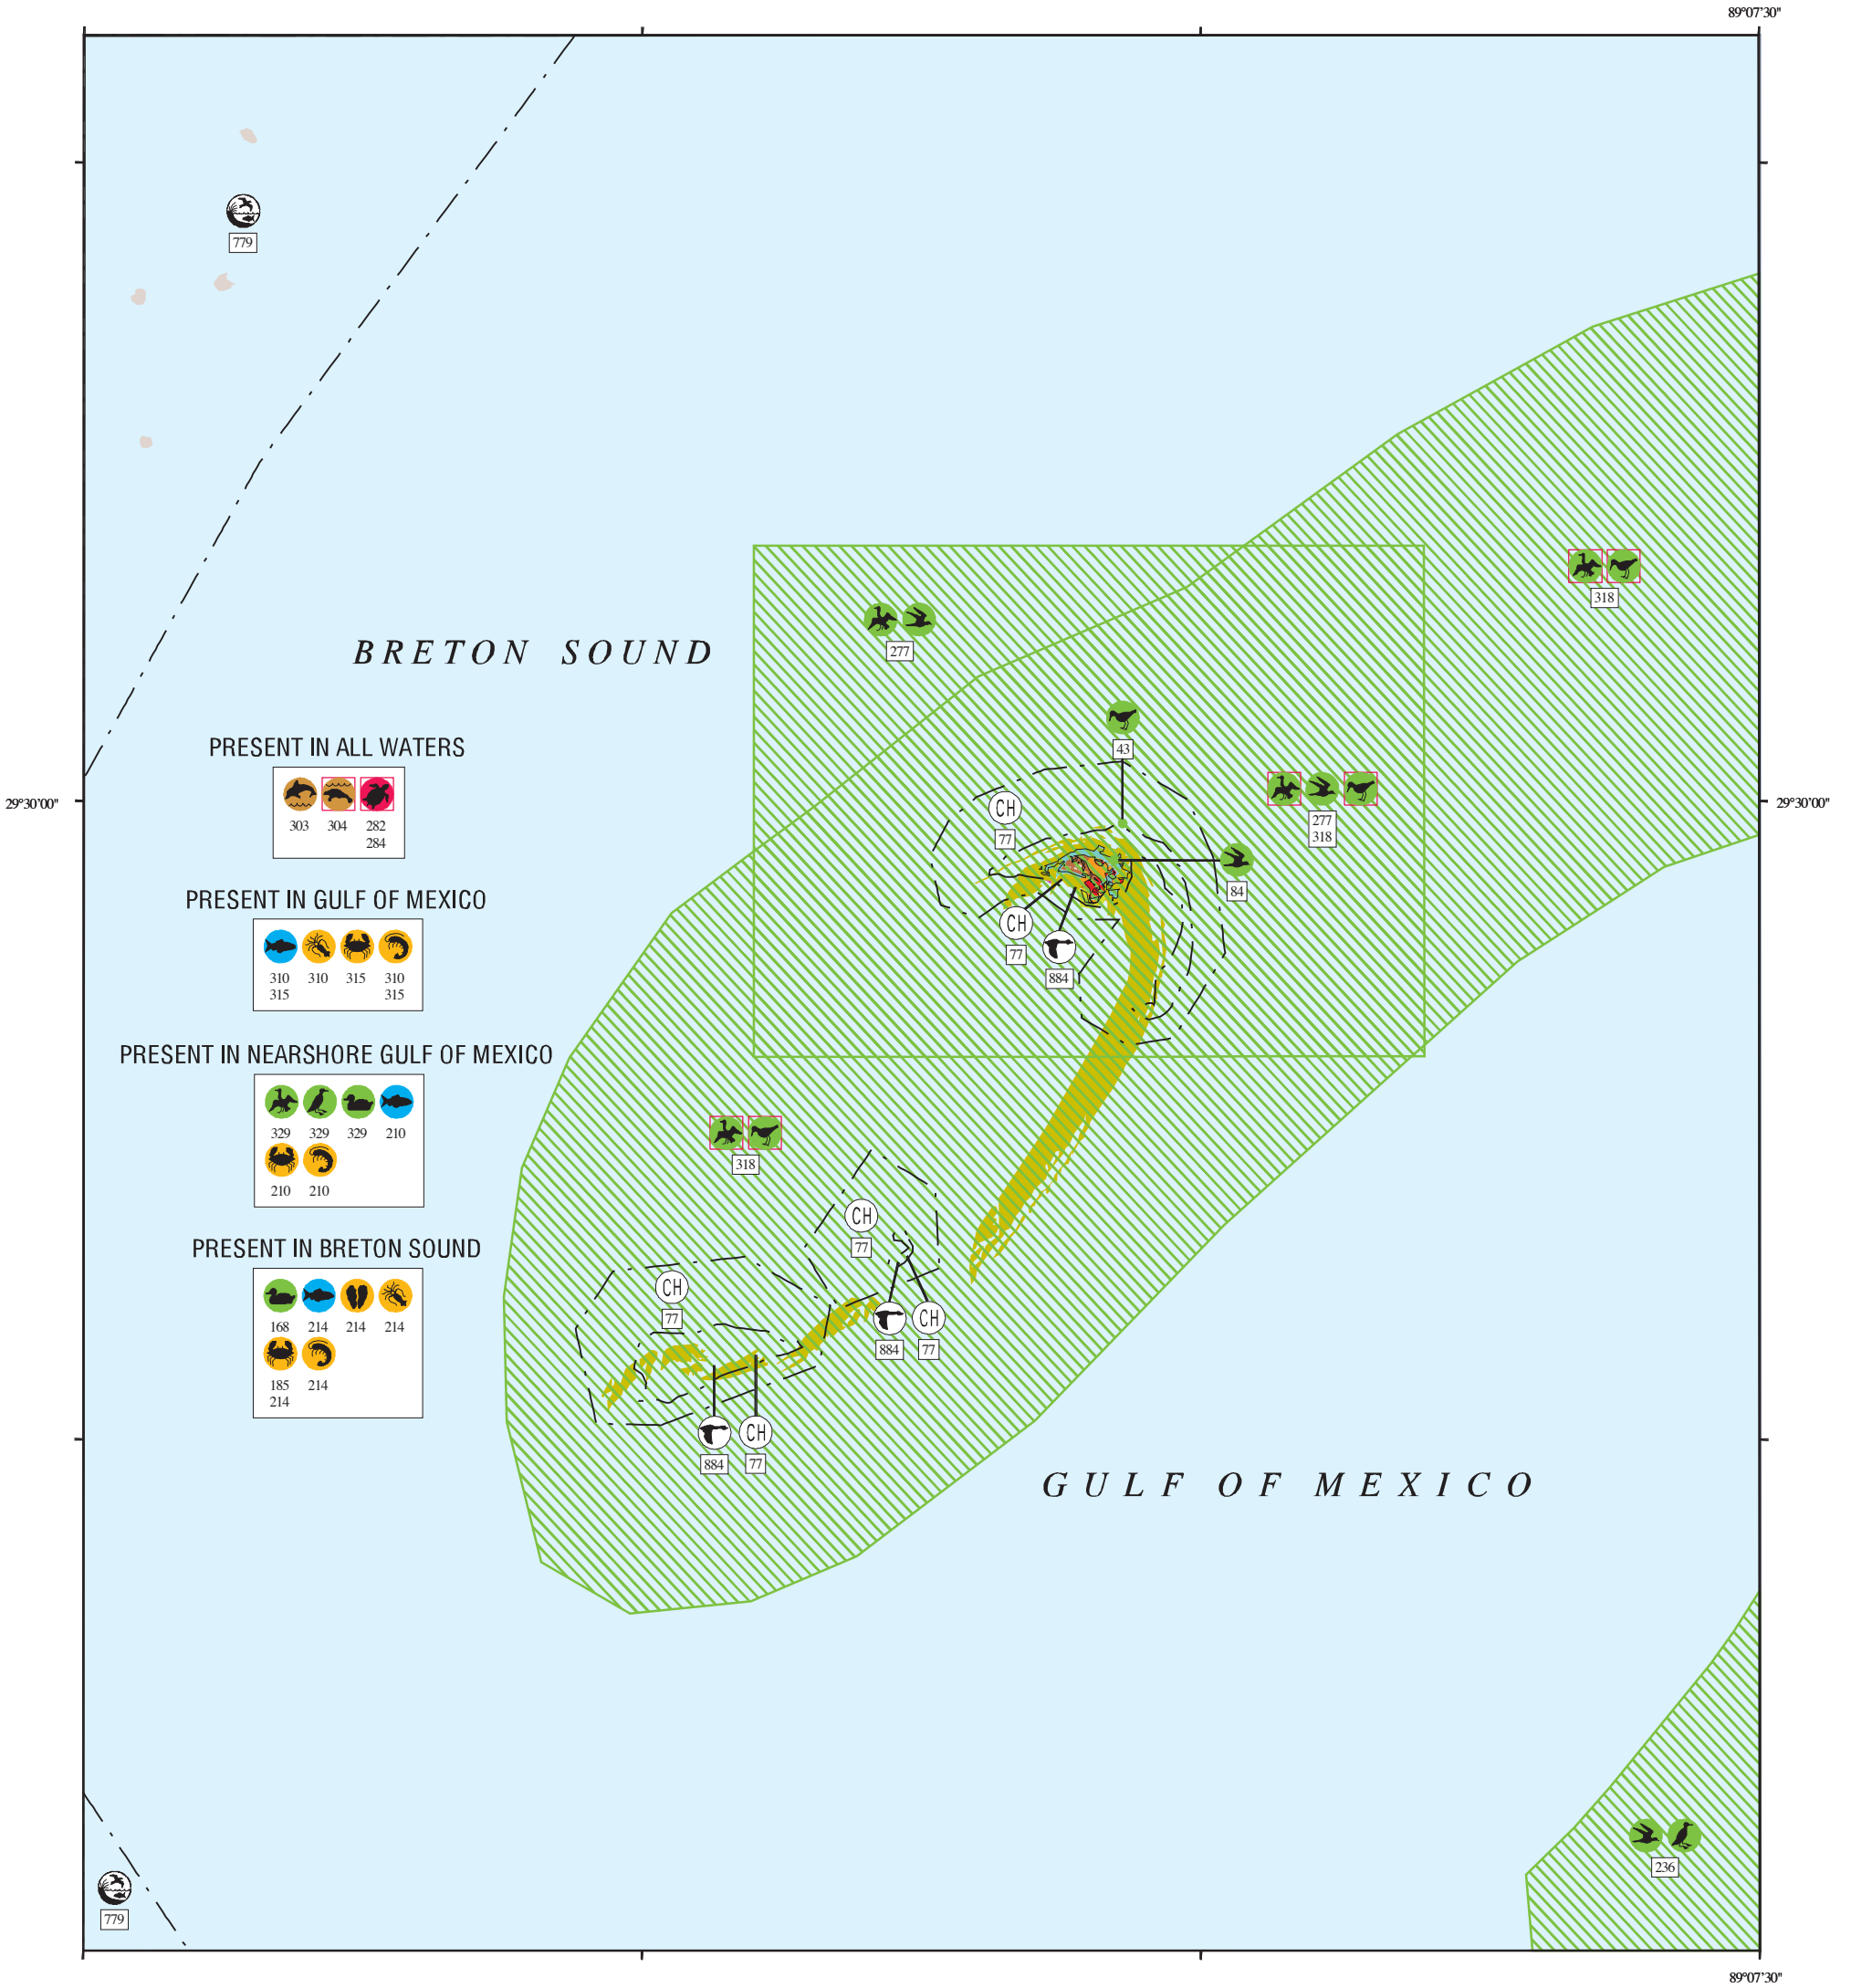 89°07'30"
779
318
BRETON SOUND
277
43
PRESENT IN ALL WATERS
303 304 282
284
29°30'00"
29°30'00"
CH
77
277
318
84
CH
77
884
PRESENT IN GULF OF MEXICO
310 310 315 310
315 315
PRESENT IN NEARSHORE GULF OF MEXICO
329 329 329 210
210 210
318
CH
77
PRESENT IN BRETON SOUND
168 214 214 214
185 214
214
CH
77
CH
884 77
CH
884 77
GULF OF MEXICO
236
779
89°07'30"